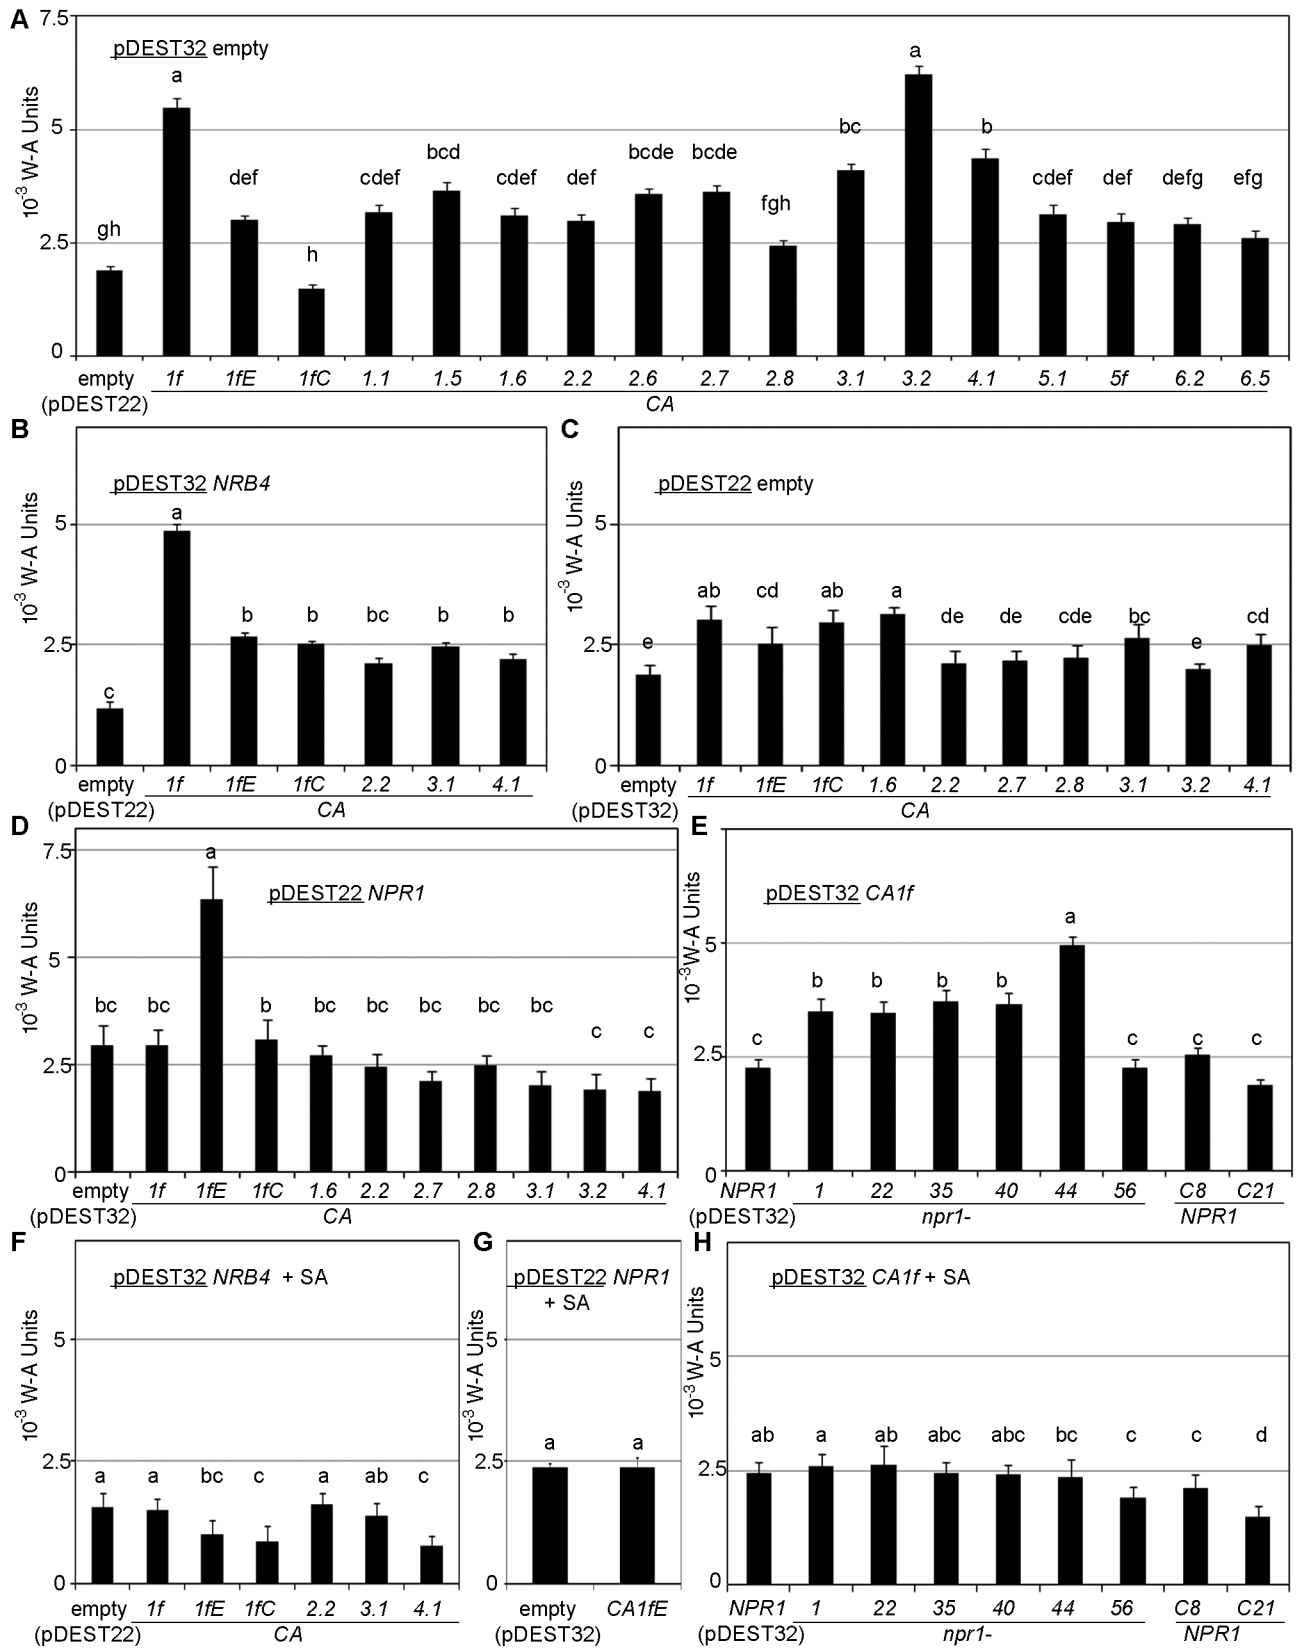 A
7.5
pDEST32 empty
a
a
5
bc
b
bcd
bcde
bcde
def
cdef
cdef
def
cdef
def
defg
efg
fgh
gh
h
2.5
0
10-3 W-A Units
empty 1f 1fE 1fC 1.1 1.5 1.6 2.2 2.6 2.7 2.8 3.1 3.2 4.1 5.1 5f 6.2 6.5
(pDEST22) CA
B
pDEST32 NRB4
a
5
b b bc b b
2.5
c
0
10-3 W-A Units
empty 1f 1fE 1fC 2.2 3.1 4.1
(pDEST22) CA
C
pDEST22 empty
5
ab cd ab a
de de cde bc cd
e e
2.5
0
10-3 W-A Units
empty 1f 1fE 1fC 1.6 2.2 2.7 2.8 3.1 3.2 4.1
(pDEST32) CA
D
7.5
a
pDEST22 NPR1
5
bc bc b bc bc bc bc bc c c
2.5
0
10-3 W-A Units
empty 1f 1fE 1fC 1.6 2.2 2.7 2.8 3.1 3.2 4.1
(pDEST32) CA
E
pDEST32 CA1f
a
5
b b b b
c c c c
2.5
0
10-3 W-A Units
NPR1 1 22 35 40 44 56 C8 C21
(pDEST32) npr1- NPR1
F
pDEST32 NRB4 + SA
5
2.5
a a bc c a ab c
0
10-3 W-A Units
empty 1f 1fE 1fC 2.2 3.1 4.1
(pDEST22) CA
G
pDEST22 NPR1
+ SA
5
a a
2.5
0
10-3 W-A Units
empty CA1fE
(pDEST32)
H
pDEST32 CA1f + SA
5
ab a ab abc abc bc c c d
2.5
0
10-3 W-A Units
NPR1 1 22 35 40 44 56 C8 C21
(pDEST32) npr1- NPR1